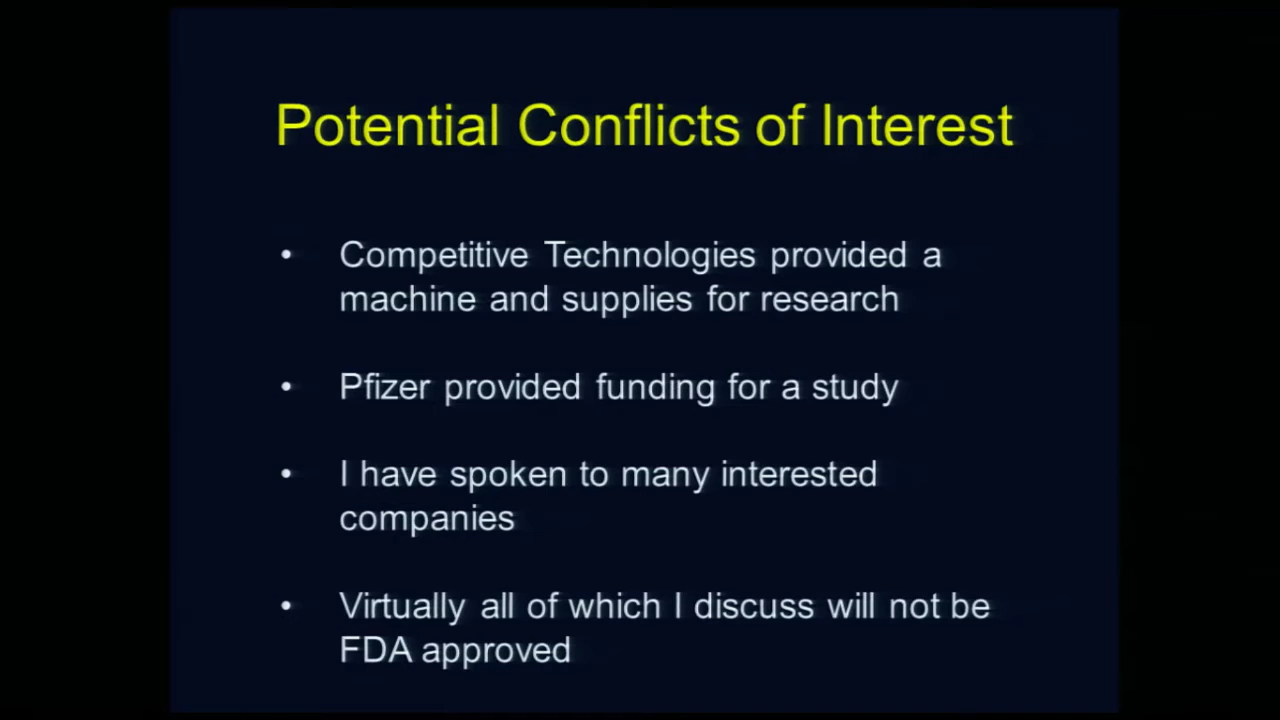 Potential Conflicts of Interest
• Competitive Technologies provided a
machine and supplies for research
• Pfizer provided funding for a study
• I have spoken to many interested
companies
• Virtually all of which I discuss will not be
FDA approved